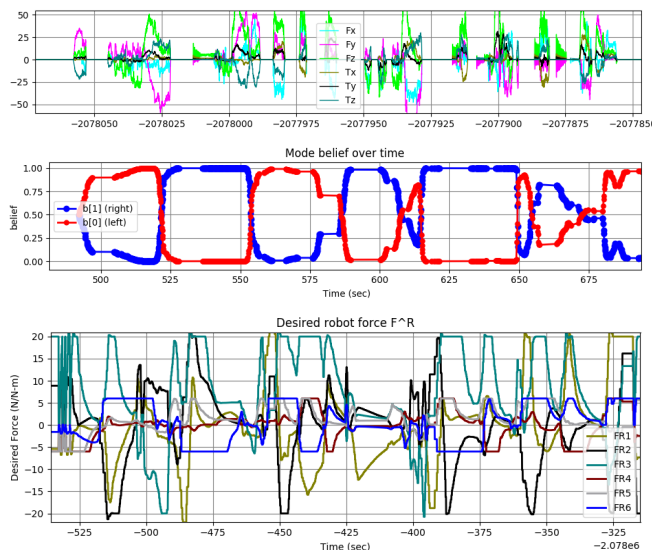 50
25
0
−25
−50
Fx
Fy
Fz
Tx
Ty
Tz
−2078050 −2078025 −2078000 −2077975 −2077950 −2077925 −2077900 −2077875 −2077850
Mode belief over time
1.00
0.75
0.50
0.25
0.00
belief
b[1] (right)
b[0] (left)
500 525 550 575 600 625 650 675
Time (sec)
Desired robot force F^R
20
15
10
5
0
−5
−10
−15
−20
Desired Force (N/N-m)
FR1
FR2
FR3
FR4
FR5
FR6
−525 −500 −475 −450 −425 −400 −375 −350 −325
Time (sec)
−2.078e6